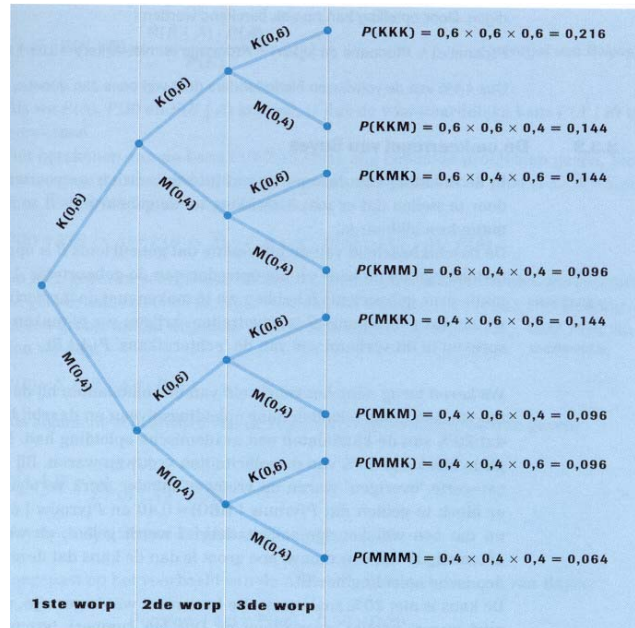 P(KKK) = 0,6 × 0,6 × 0,6 = 0,216
K(0,6)
M(0,4)
P(KKM) = 0,6 × 0,6 × 0,4 = 0,144
K(0,6)
K(0,6)
P(KMK) = 0,6 × 0,4 × 0,6 = 0,144
M(0,4)
M(0,4)
P(KMM) = 0,6 × 0,4 × 0,4 = 0,096
K(0,6)
P(MKK) = 0,4 × 0,6 × 0,6 = 0,144
M(0,4)
K(0,6)
M(0,4)
P(MKM) = 0,4 × 0,6 × 0,4 = 0,096
K(0,6)
P(MMK) = 0,4 × 0,4 × 0,6 = 0,096
M(0,4)
M(0,4)
P(MMM) = 0,4 × 0,4 × 0,4 = 0,064
1ste worp 2de worp 3de worp